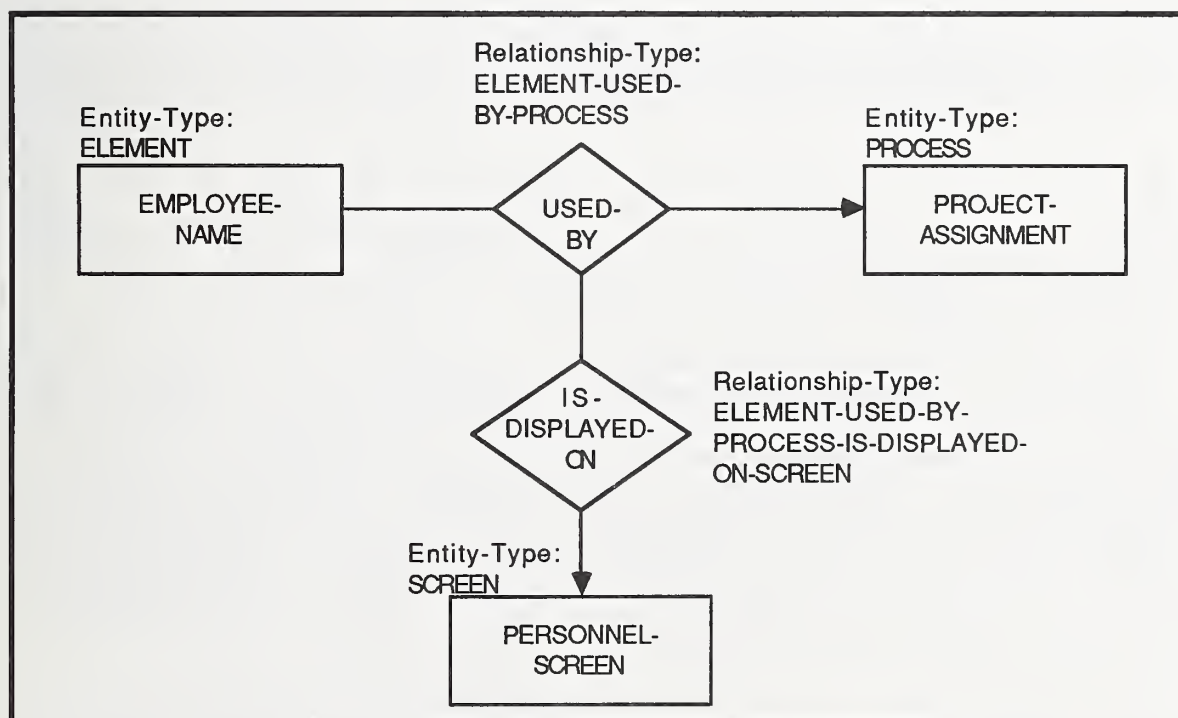 Relationship-Type:
ELEMENT-USED-
BY-PROCESS
Entity-Type:
ELEMENT
EMPLOYEE-
NAME
USED-
BY
Entity-Type:
PROCESS
PROJECT-
ASSIGNMENT
IS-
DISPLAYED-
ON
Relationship-Type:
ELEMENT-USED-BY-
PROCESS-IS-DISPLAYED-
ON-SCREEN
Entity-Type:
SCREEN
PERSONNEL-
SCREEN